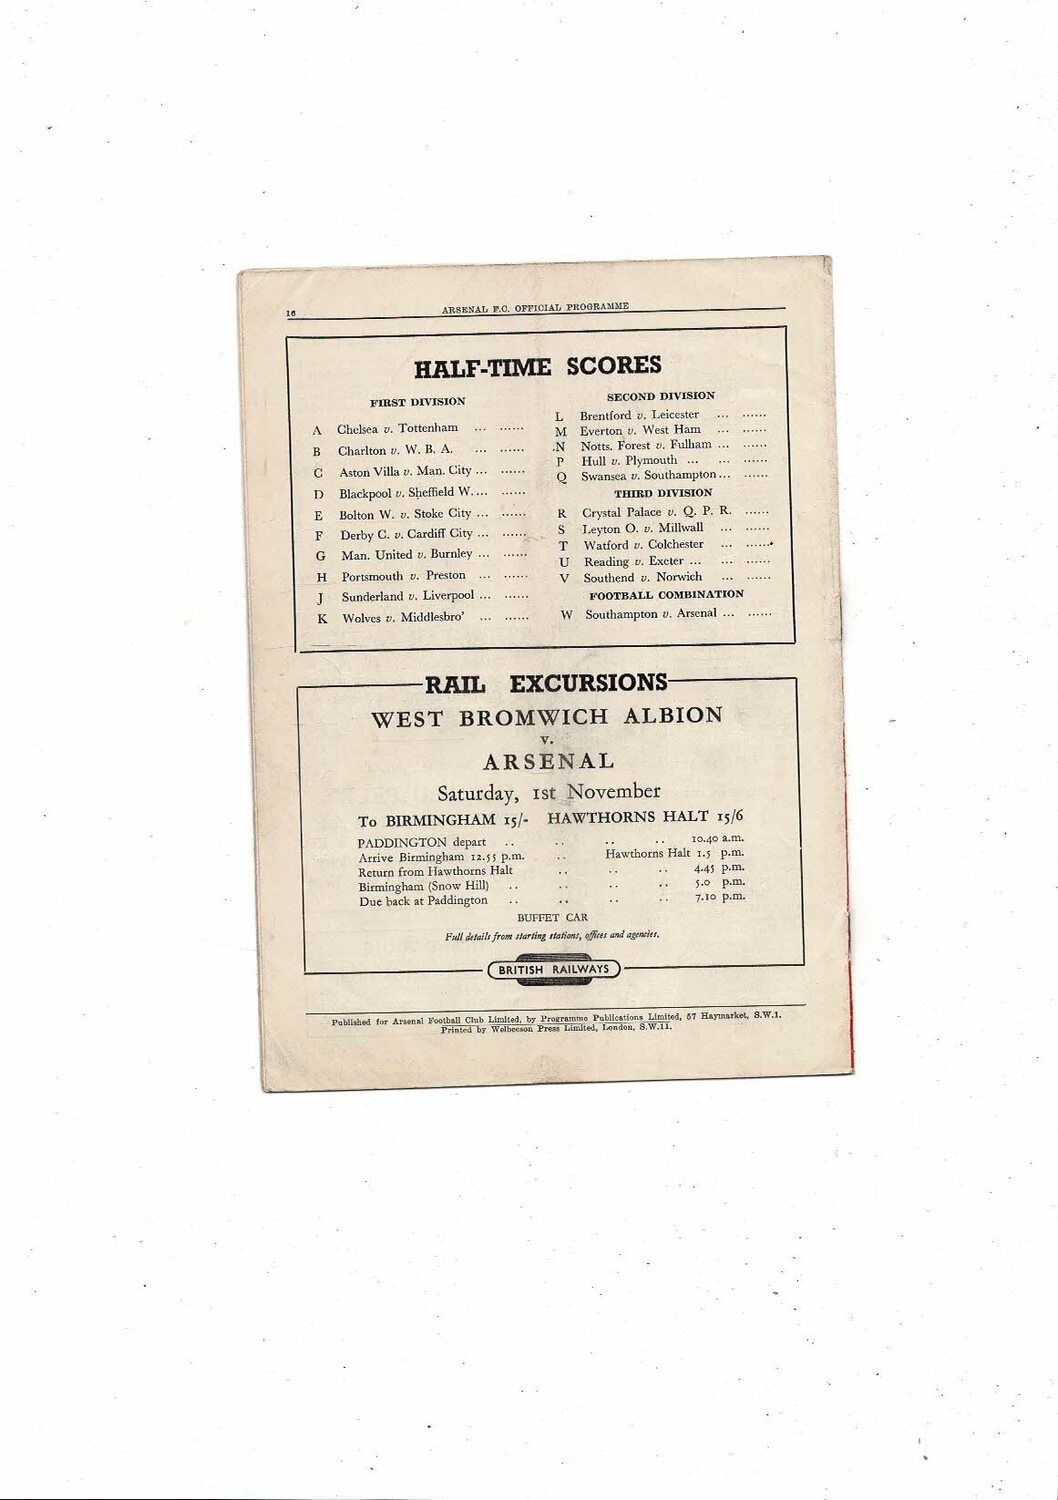 16
ARSENAL F.C. OFFICIAL PROGRAMME
HALF-TIME SCORES
FIRST DIVISION
A Chelsea v. Tottenham ... ......
B Charlton v. W. B. A. ... ......
C Aston Villa v. Man. City ... ......
D Blackpool v. Sheffield W. ... ......
E Bolton W. v. Stoke City ... ......
F Derby C. v. Cardiff City ... ......
G Man. United v. Burnley ... ......
H Portsmouth v. Preston ... ......
J Sunderland v. Liverpool ... ......
K Wolves v. Middlesbro' ... ......
SECOND DIVISION
L Brentford v. Leicester ... ......
M Everton v. West Ham ... ......
N Notts. Forest v. Fulham ... ......
P Hull v. Plymouth ... ... ......
Q Swansea v. Southampton ... ......
THIRD DIVISION
R Crystal Palace v. Q. P. R. ......
S Leyton O. v. Millwall ... ......
T Watford v. Colchester ... ......
U Reading v. Exeter ... ... ......
V Southend v. Norwich ... ......
FOOTBALL COMBINATION
W Southampton v. Arsenal ... ......
RAIL EXCURSIONS
WEST BROMWICH ALBION
v.
ARSENAL
Saturday, 1st November
To BIRMINGHAM 15/- HAWTHORNS HALT 15/6
PADDINGTON depart .. .. .. .. 10.40 a.m.
Arrive Birmingham 12.55 p.m. .. Hawthorns Halt 1.5 p.m.
Return from Hawthorns Halt .. .. .. 4.45 p.m.
Birmingham (Snow Hill) .. .. .. .. 5.0 p.m.
Due back at Paddington .. .. .. .. 7.10 p.m.
BUFFET CAR
Full details from starting stations, offices and agencies.
BRITISH RAILWAYS
Published for Arsenal Football Club Limited, by Programme Publications Limited, 57 Haymarket, S.W.1.
Printed by Welbecson Press Limited, London, S.W.11.